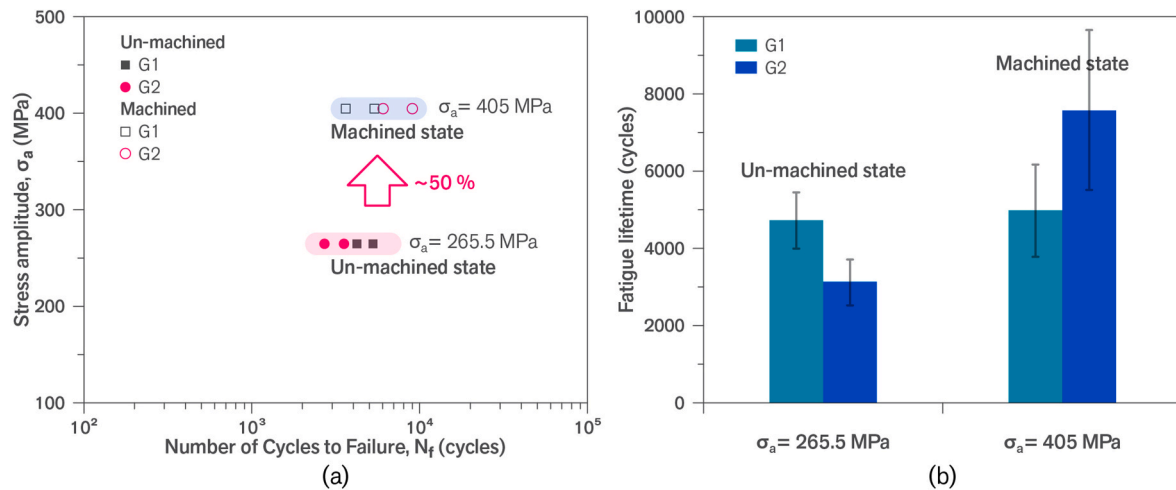 500
400
300
200
100
Stress amplitude, σa (MPa)
Un-machined
G1
G2
Machined
G1
G2
σa= 405 MPa
Machined state
~50 %
σa= 265.5 MPa
Un-machined state
10² 10³ 10⁴ 10⁵
Number of Cycles to Failure, Nf (cycles)
(a)
10000
8000
6000
4000
2000
0
Fatigue lifetime (cycles)
G1
G2
Machined state
Un-machined state
σa= 265.5 MPa
σa= 405 MPa
(b)